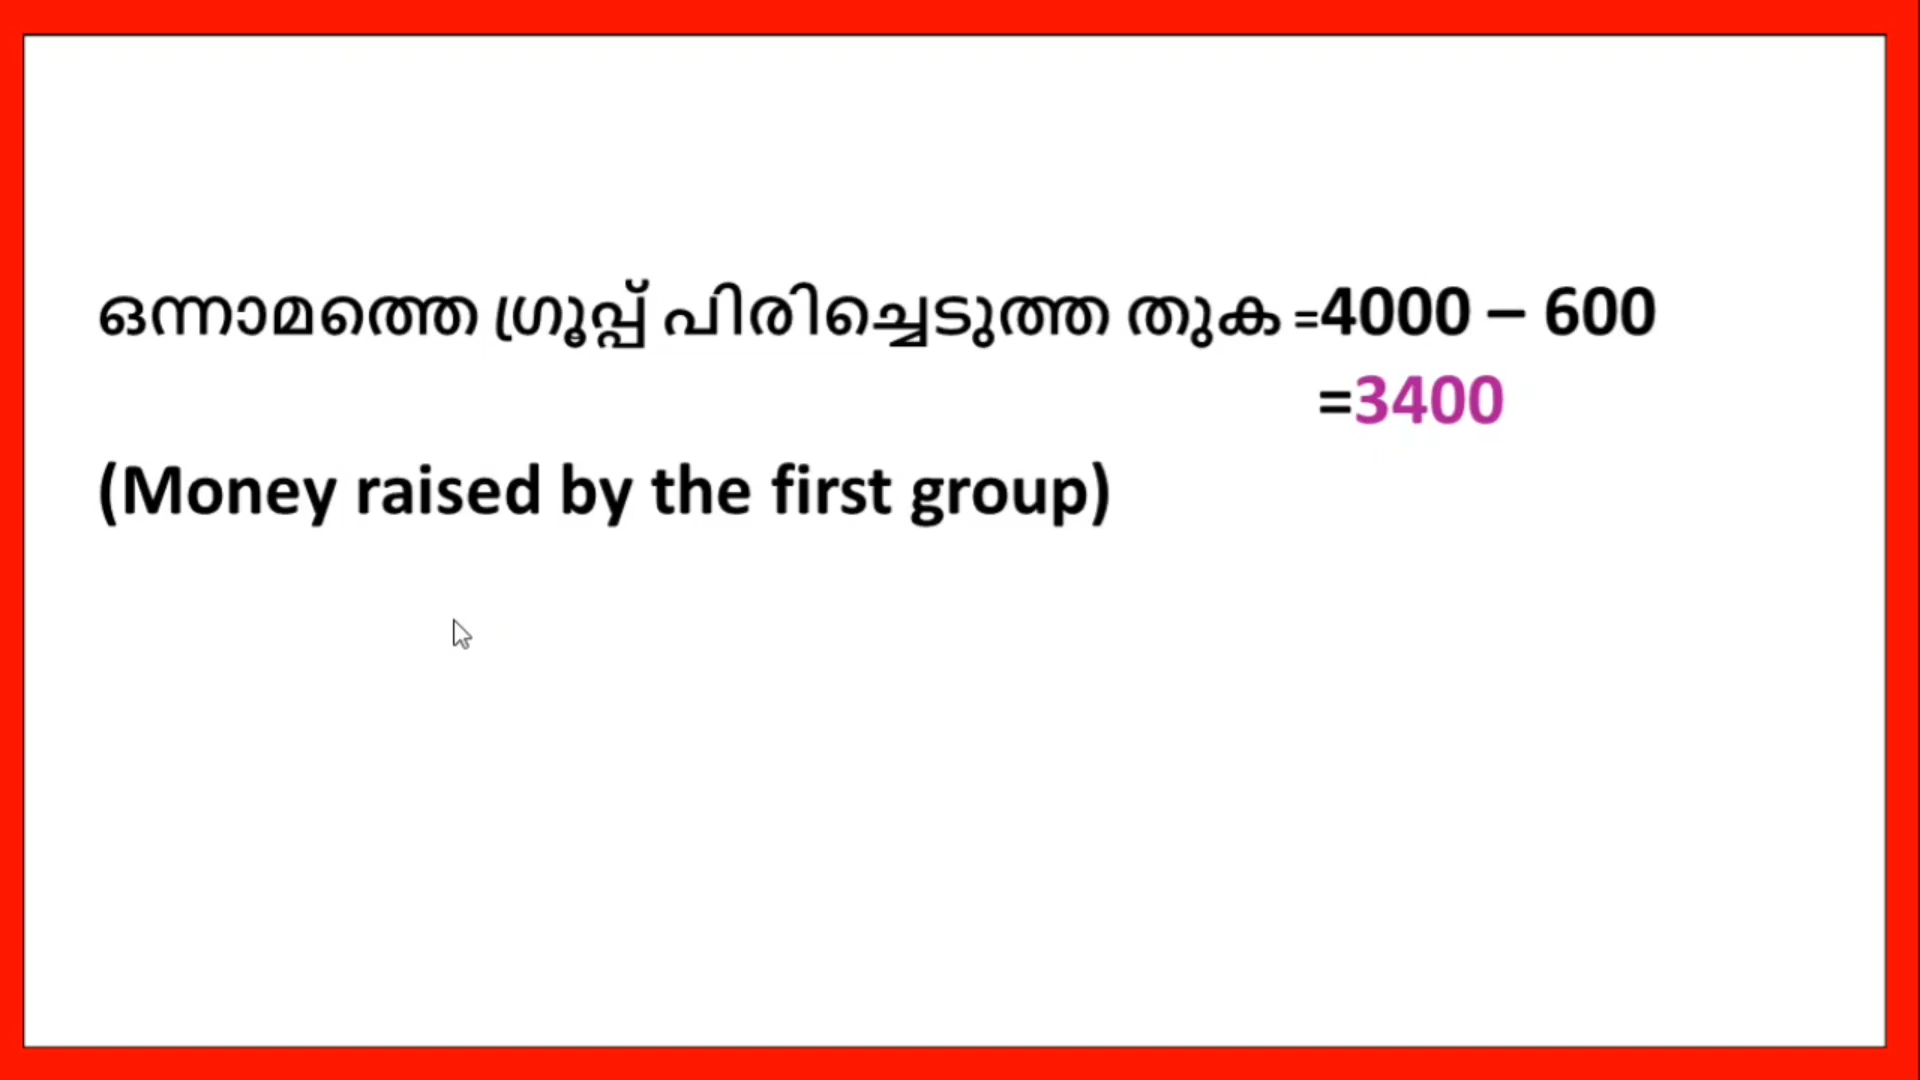 ഒന്നാമത്തെ ഗ്രൂപ്പ് പിരിച്ചെടുത്ത തുക =4000 – 600
=3400
(Money raised by the first group)